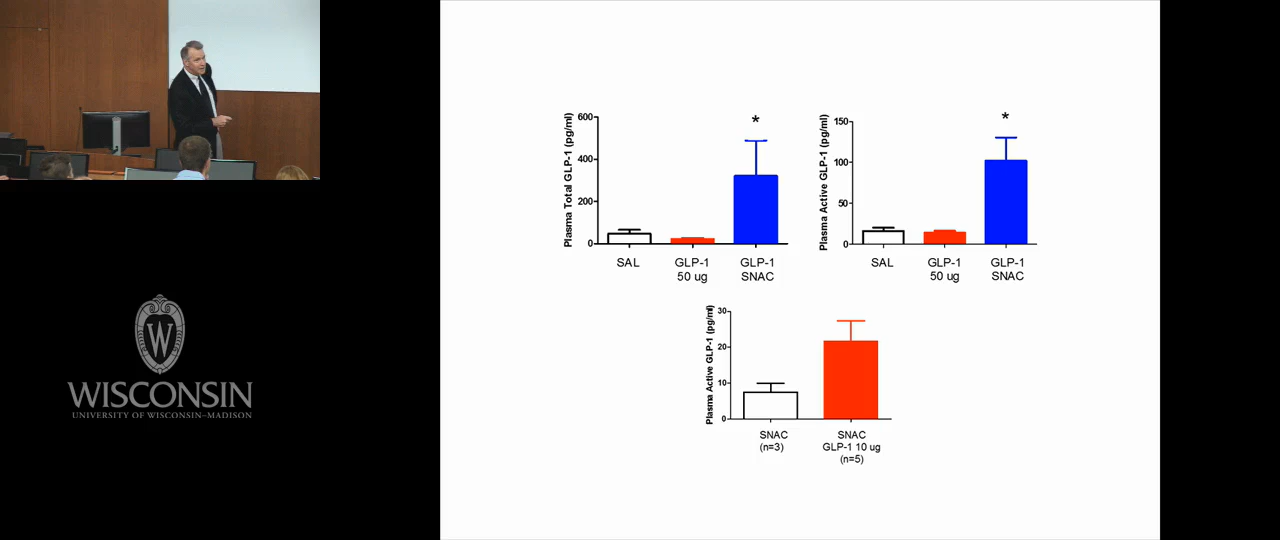 W
WISCONSIN
UNIVERSITY OF WISCONSIN–MADISON
Plasma Total GLP-1 (pg/ml)
600
400
200
0
*
SAL
GLP-1
50 ug
GLP-1
SNAC
Plasma Active GLP-1 (pg/ml)
150
100
50
0
*
SAL
GLP-1
50 ug
GLP-1
SNAC
Plasma Active GLP-1 (pg/ml)
30
20
10
0
SNAC
(n=3)
SNAC
GLP-1 10 ug
(n=5)